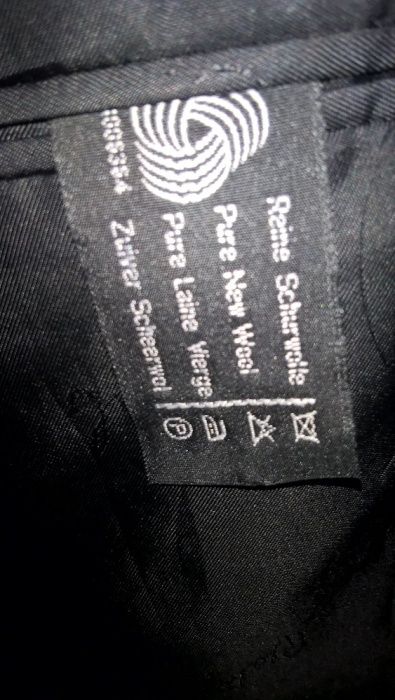 Reine Schurwolle
Pure New Wool
Pure Laine Vierge
Zuiver Scheerwol
P